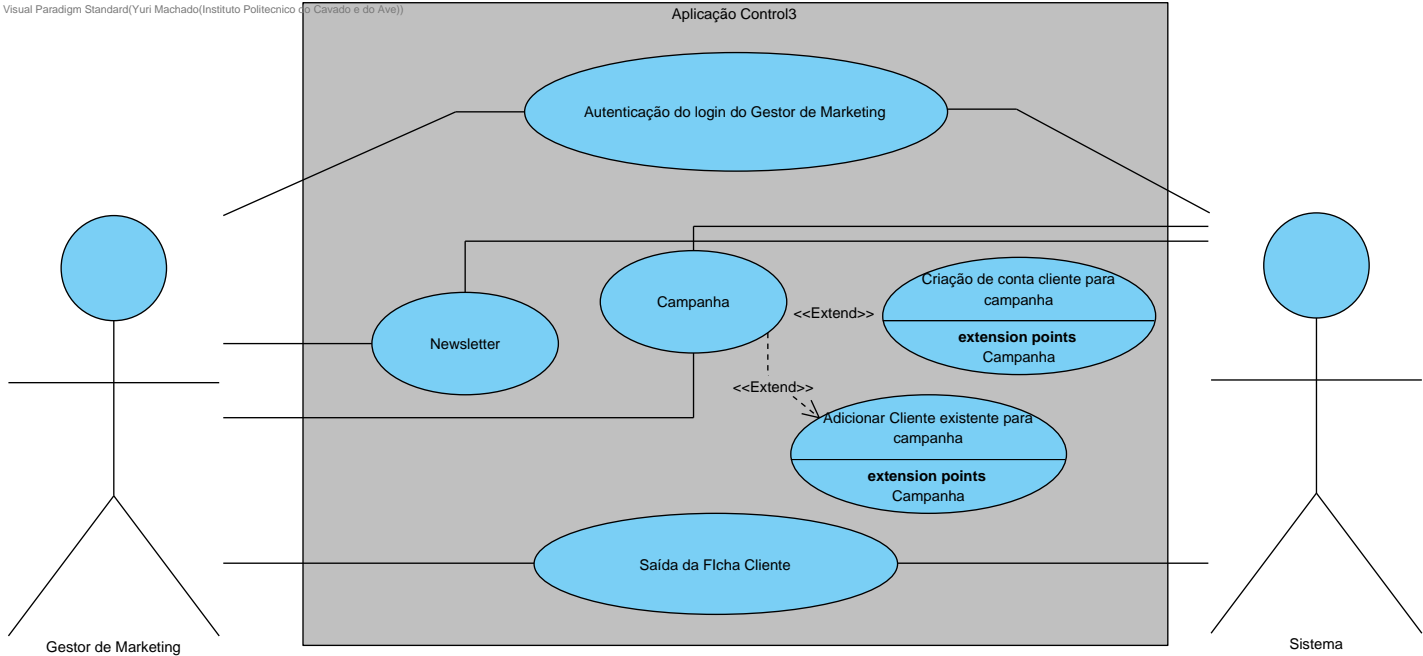 Visual Paradigm Standard(Yuri Machado(Instituto Politecnico do Cavado e do Ave))
Aplicação Control3
Autenticação do login do Gestor de Marketing
Campanha
Criação de conta cliente para
campanha
<<Extend>>
extension points
Campanha
Newsletter
<<Extend>>
Adicionar Cliente existente para
campanha
extension points
Campanha
Saída da FIcha Cliente
Gestor de Marketing
Sistema